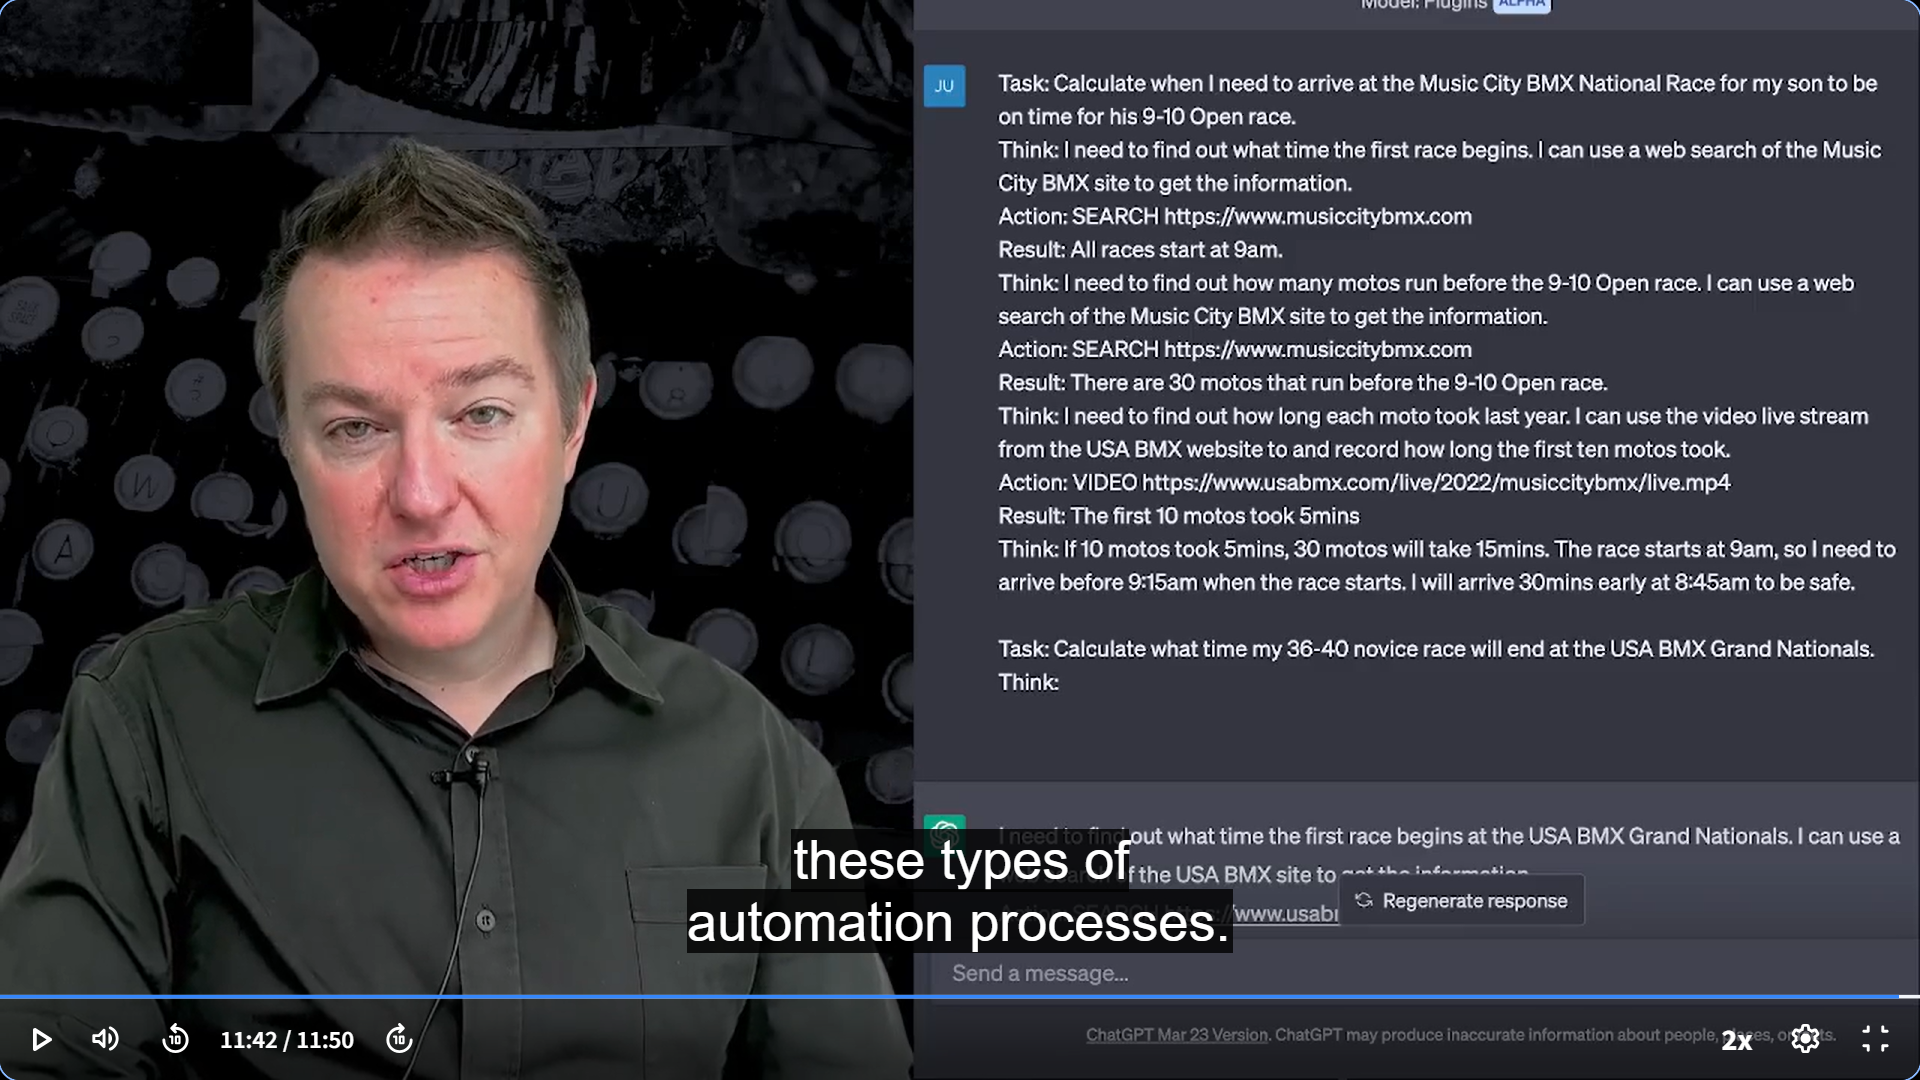 Model: Plugins ALPHA
JU
Task: Calculate when I need to arrive at the Music City BMX National Race for my son to be
on time for his 9-10 Open race.
Think: I need to find out what time the first race begins. I can use a web search of the Music
City BMX site to get the information.
Action: SEARCH https://www.musiccitybmx.com
Result: All races start at 9am.
Think: I need to find out how many motos run before the 9-10 Open race. I can use a web
search of the Music City BMX site to get the information.
Action: SEARCH https://www.musiccitybmx.com
Result: There are 30 motos that run before the 9-10 Open race.
Think: I need to find out how long each moto took last year. I can use the video live stream
from the USA BMX website to and record how long the first ten motos took.
Action: VIDEO https://www.usabmx.com/live/2022/musiccitybmx/live.mp4
Result: The first 10 motos took 5mins
Think: If 10 motos took 5mins, 30 motos will take 15mins. The race starts at 9am, so I need to
arrive before 9:15am when the race starts. I will arrive 30mins early at 8:45am to be safe.
Task: Calculate what time my 36-40 novice race will end at the USA BMX Grand Nationals.
Think:
I need to find out what time the first race begins at the USA BMX Grand Nationals. I can use a
web search of the USA BMX site to get the information.
Action: SEARCH https://www.usab
Regenerate response
these types of
automation processes.
Send a message...
11:42 / 11:50
ChatGPT Mar 23 Version. ChatGPT may produce inaccurate information about people,
2x